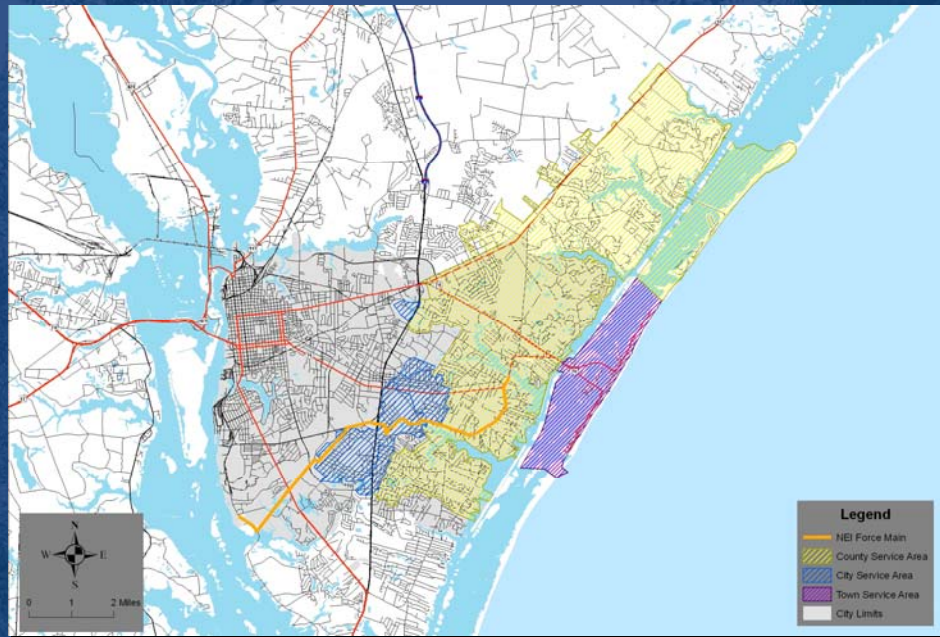 Legend
NEI Force Main
County Service Area
City Service Area
Town Service Area
City Limits
N
W E
S
0 1 2 Miles